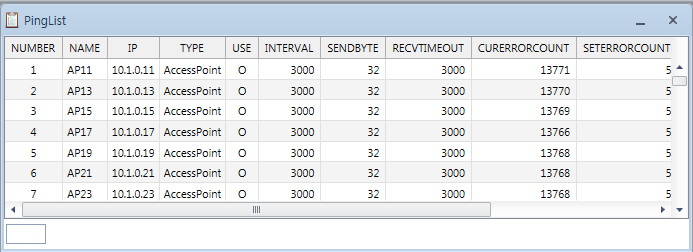 PingList
NUMBER NAME IP TYPE USE INTERVAL SENDBYTE RECVTIMEOUT CURERRORCOUNT SETERRORCOUNT
1 AP11 10.1.0.11 AccessPoint O 3000 32 3000 13771 5
2 AP13 10.1.0.13 AccessPoint O 3000 32 3000 13770 5
3 AP15 10.1.0.15 AccessPoint O 3000 32 3000 13769 5
4 AP17 10.1.0.17 AccessPoint O 3000 32 3000 13766 5
5 AP19 10.1.0.19 AccessPoint O 3000 32 3000 13768 5
6 AP21 10.1.0.21 AccessPoint O 3000 32 3000 13768 5
7 AP23 10.1.0.23 AccessPoint O 3000 32 3000 13768 5